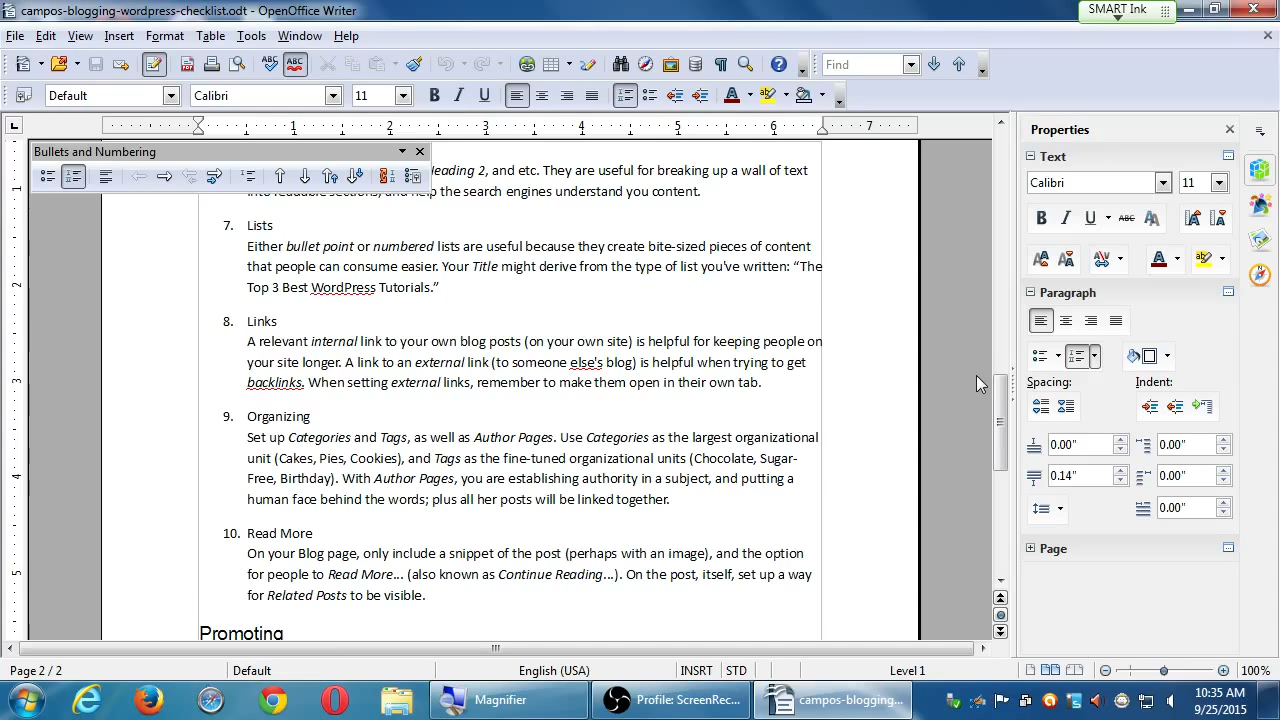 campos-blogging-wordpress-checklist.odt - OpenOffice Writer
SMART Ink
File Edit View Insert Format Table Tools Window Help
Find
Default Calibri 11
1 2 3 4 5 6 7
Properties
Bullets and Numbering
Text
eading 2, and etc. They are useful for breaking up a wall of text
Calibri 11
the search engines understand you content.
7. Lists
Either bullet point or numbered lists are useful because they create bite-sized pieces of content
that people can consume easier. Your Title might derive from the type of list you've written: “The
Top 3 Best WordPress Tutorials.”
Paragraph
8. Links
A relevant internal link to your own blog posts (on your own site) is helpful for keeping people on
your site longer. A link to an external link (to someone else's blog) is helpful when trying to get
backlinks. When setting external links, remember to make them open in their own tab.
Spacing: Indent:
9. Organizing
Set up Categories and Tags, as well as Author Pages. Use Categories as the largest organizational
unit (Cakes, Pies, Cookies), and Tags as the fine-tuned organizational units (Chocolate, Sugar-
Free, Birthday). With Author Pages, you are establishing authority in a subject, and putting a
human face behind the words; plus all her posts will be linked together.
0.00" 0.00"
0.14" 0.00"
0.00"
10. Read More
On your Blog page, only include a snippet of the post (perhaps with an image), and the option
for people to Read More... (also known as Continue Reading...). On the post, itself, set up a way
for Related Posts to be visible.
Page
Promoting
Page 2 / 2 Default English (USA) INSRT STD Level 1 100%
Magnifier
Profile: ScreenRec...
campos-blogging...
10:35 AM
9/25/2015